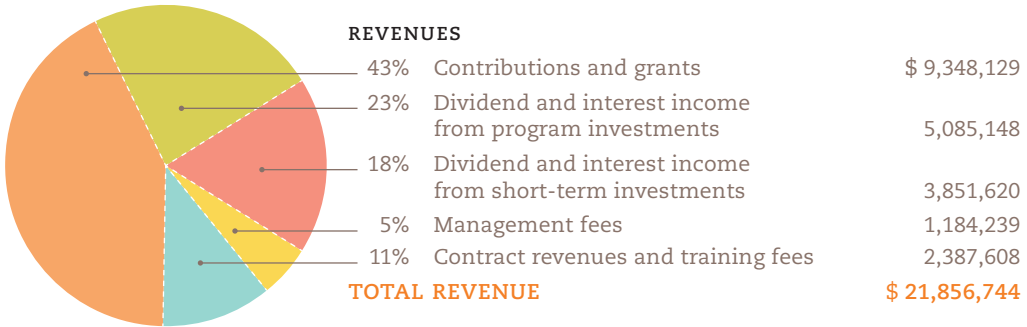 REVENUES
43% Contributions and grants $ 9,348,129
23% Dividend and interest income
from program investments 5,085,148
18% Dividend and interest income
from short-term investments 3,851,620
5% Management fees 1,184,239
11% Contract revenues and training fees 2,387,608
TOTAL REVENUE $ 21,856,744